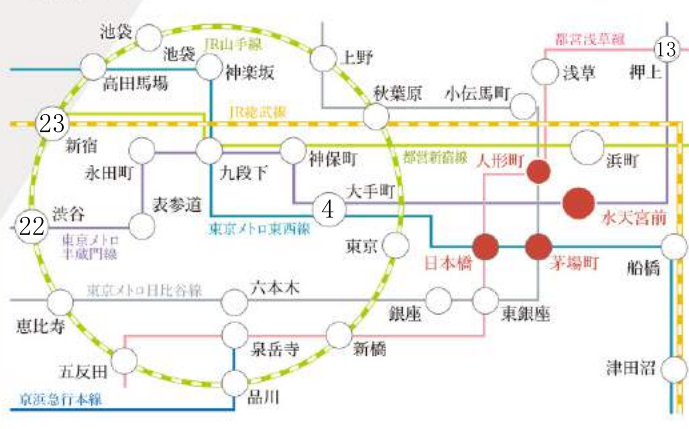 池袋
池袋
JR山手線
上野
都営浅草線
13
高田馬場
神楽坂
浅草
押上
秋葉原
小伝馬町
23
JR総武線
新宿
永田町
九段下
神保町
都営新宿線
人形町
浜町
22
渋谷
表参道
4
大手町
水天宮前
東京メトロ
半蔵門線
東京メトロ東西線
東京
日本橋
茅場町
船橋
東京メトロ日比谷線
六本木
恵比寿
銀座
東銀座
五反田
泉岳寺
新橋
津田沼
品川
京浜急行本線